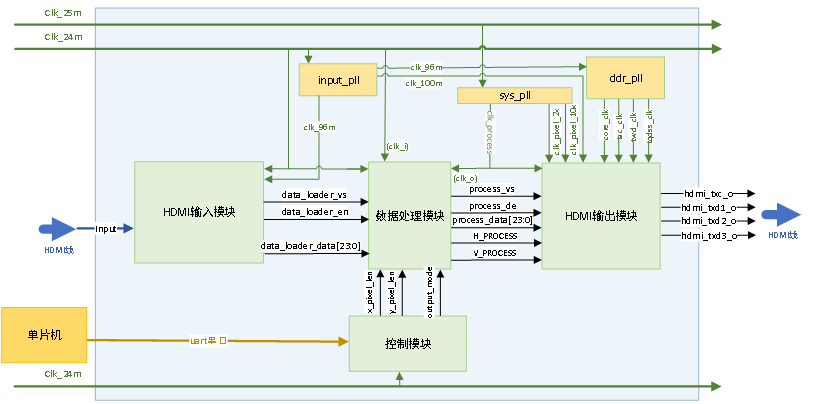 Clk_25m
Clk_24m
input_pll
clk_96m
clk_100m
ddr_pll
sys_pll
clk_96m
(clk_i)
clk_process
clk_pixel_2x
clk_pixel_10x
core_clk
tac_clk
twd_clk
tqdss_clk
(clk_o)
HDMI输入模块
data_loader_vs
data_loader_en
data_loader_data[23:0]
数据处理模块
process_vs
process_de
process_data[23:0]
H_PROCESS
V_PROCESS
HDMI输出模块
hdmi_txc_o
hdmi_txd1_o
hdmi_txd2_o
hdmi_txd3_o
Input
HDMI线
HDMI线
x_pixel_len
y_pixel_len
output_mode
单片机
uart串口
控制模块
Clk_24m